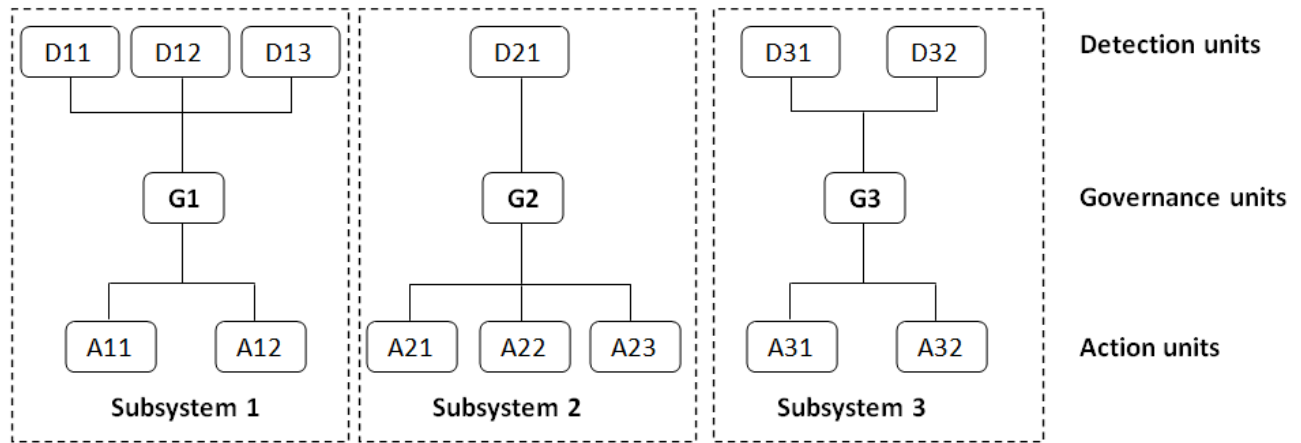 D11 D12 D13 D21 D31 D32 Detection units
G1 G2 G3 Governance units
A11 A12 A21 A22 A23 A31 A32 Action units
Subsystem 1 Subsystem 2 Subsystem 3